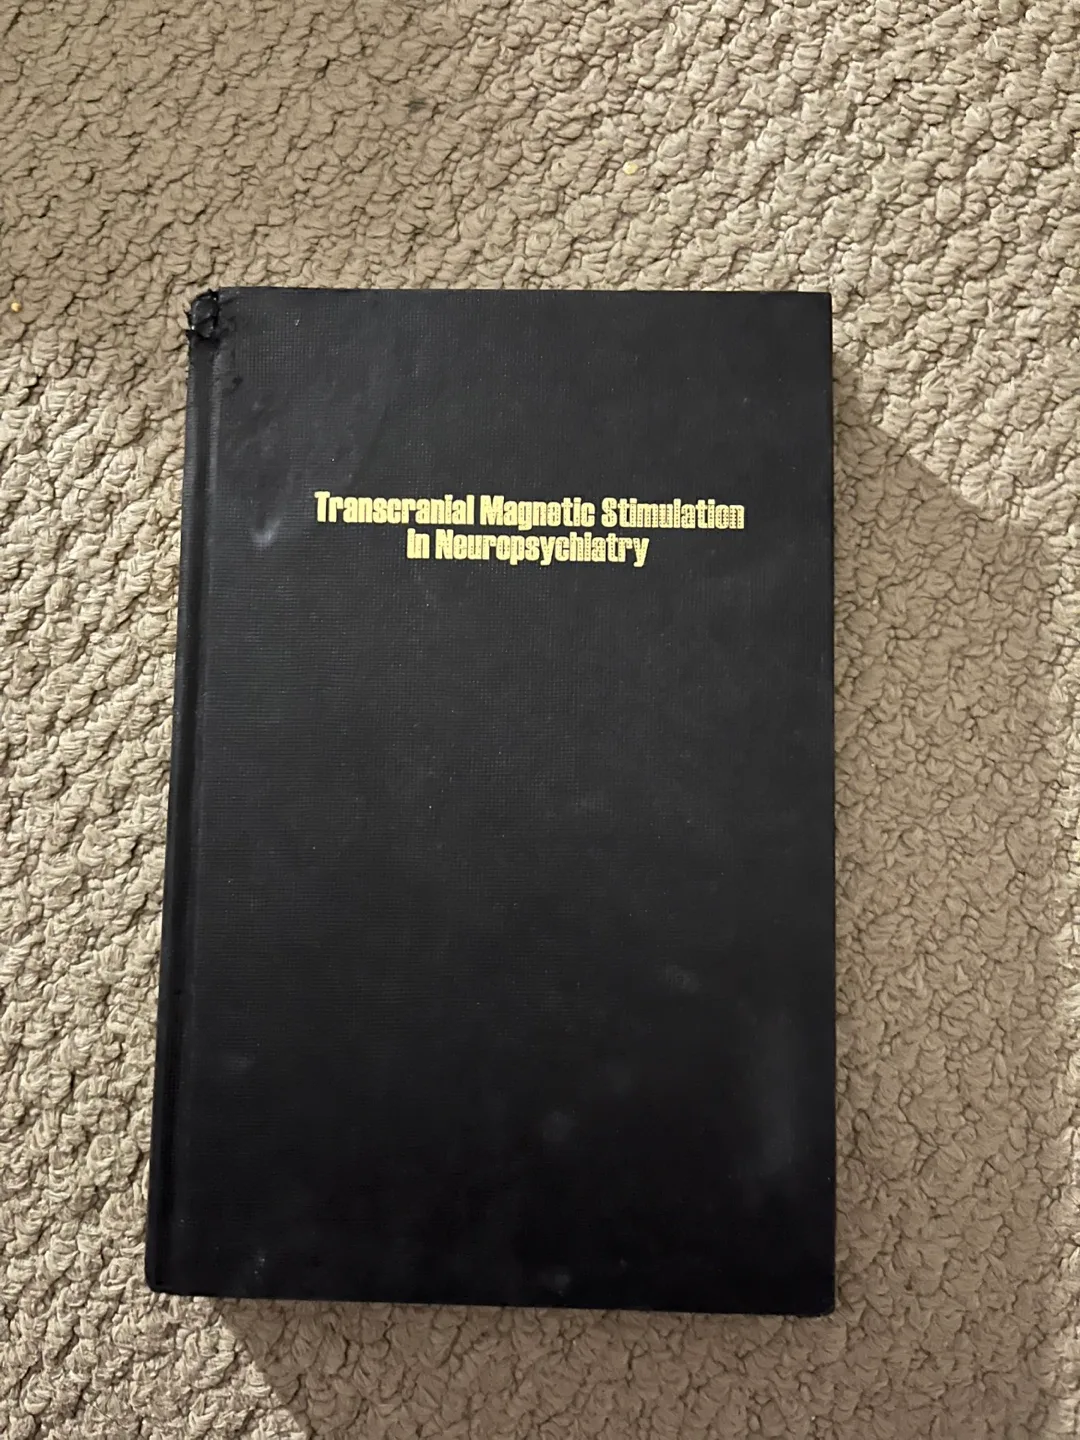 Transcranial Magnetic Stimulation
in Neuropsychiatry